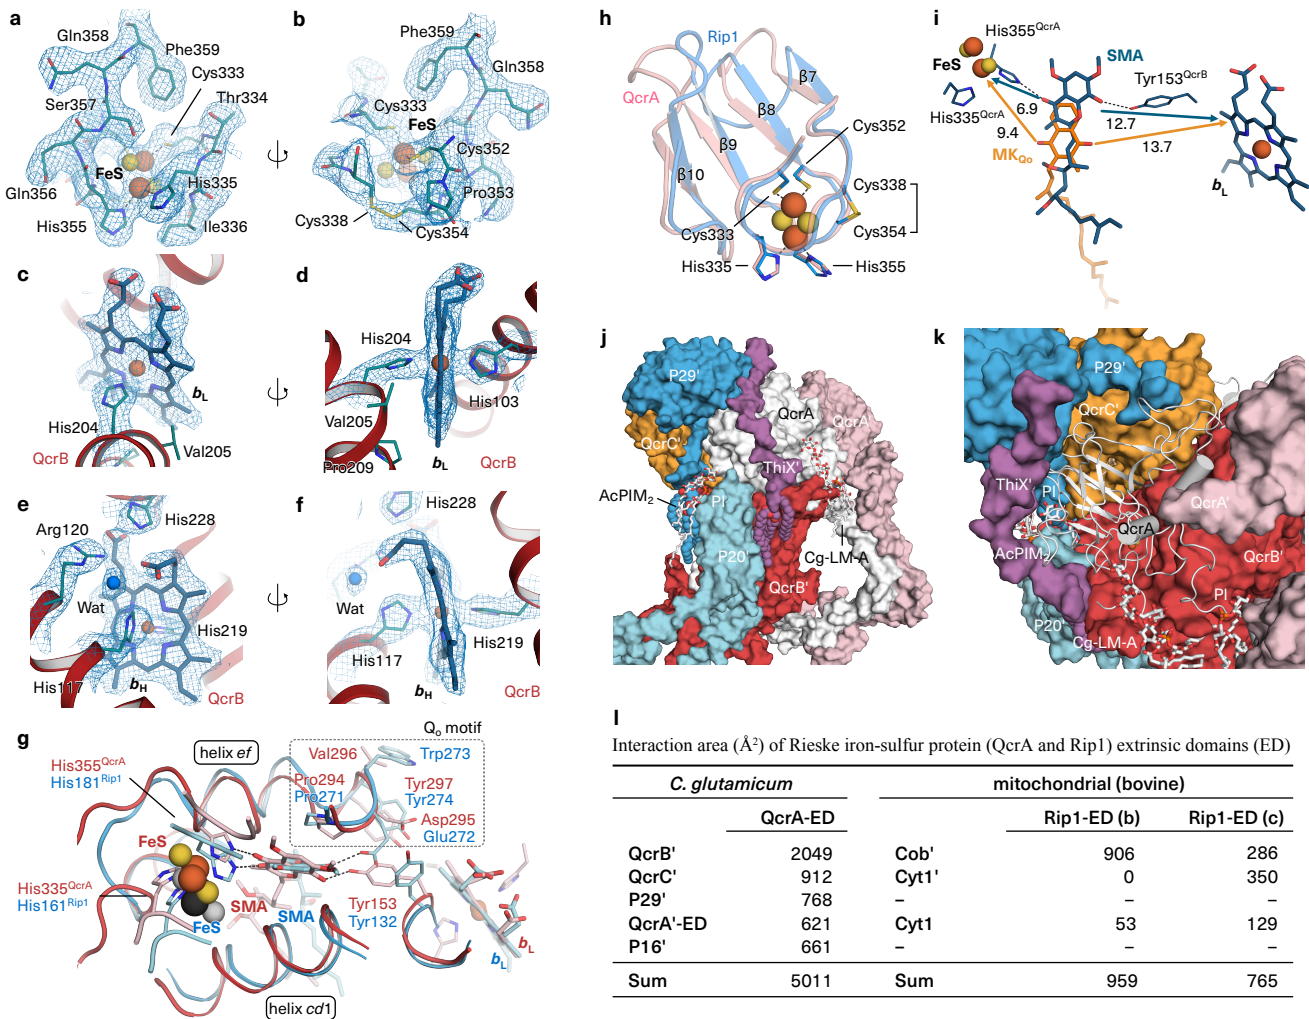 a
Gln358
Phe359
Cys333
Thr334
Ser357
FeS
Gln356
His335
His355
Ile336
b
Phe359
Gln358
Cys333
FeS
Cys352
Pro353
Cys338
Cys354
c
bL
His204
Val205
QcrB
d
His204
His103
Val205
Pro209
bL
QcrB
e
His228
Arg120
Wat
His219
His117
bH
QcrB
f
His228
Wat
His219
His117
bH
QcrB
g
Qo motif
helix ef
Val296
Trp273
His355QcrA
His181Rip1
Pro294
Pro271
Tyr297
Tyr274
Asp295
Glu272
FeS
His335QcrA
His161Rip1
SMA
SMA
Tyr153
Tyr132
FeS
bL
bL
helix cd1
h
Rip1
QcrA
β7
β8
β9
β10
Cys352
Cys338
Cys333
Cys354
His335
His355
i
His355QcrA
FeS
SMA
Tyr153QcrB
His335QcrA
6.9
12.7
9.4
13.7
MKQo
bL
j
P29'
QcrA
QcrA'
QcrC'
ThiX'
AcPIM2
PI
Cg-LM-A
P20'
QcrB'
k
P29'
QcrC'
ThiX'
PI
QcrA'
QcrA
AcPIM2
QcrB'
PI
P20'
Cg-LM-A
l
Interaction area (Å2) of Rieske iron-sulfur protein (QcrA and Rip1) extrinsic domains (ED)
C. glutamicum mitochondrial (bovine)
QcrA-ED Rip1-ED (b) Rip1-ED (c)
QcrB' 2049 Cob' 906 286
QcrC' 912 Cyt1' 0 350
P29' 768 – – –
QcrA'-ED 621 Cyt1 53 129
P16' 661 – – –
Sum 5011 Sum 959 765